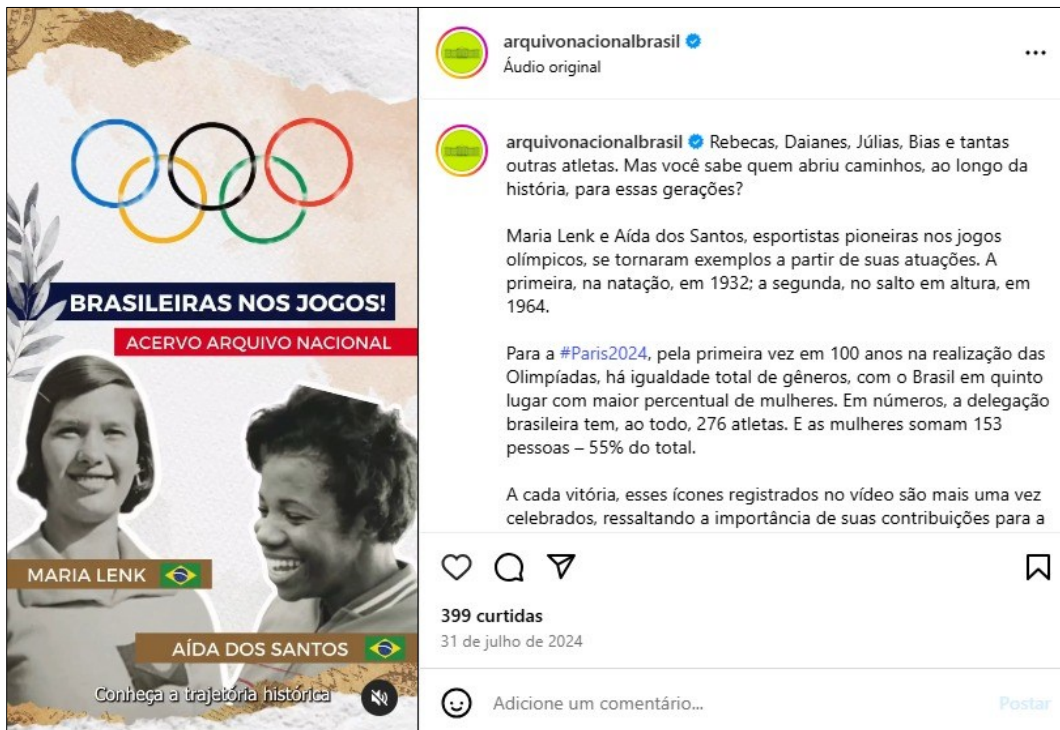 BRASILEIRAS NOS JOGOS!
ACERVO ARQUIVO NACIONAL
MARIA LENK
AÍDA DOS SANTOS
Conheça a trajetória histórica
arquivonacionalbrasil
Áudio original
arquivonacionalbrasil Rebecas, Daianes, Júlias, Bias e tantas
outras atletas. Mas você sabe quem abriu caminhos, ao longo da
história, para essas gerações?
Maria Lenk e Aída dos Santos, esportistas pioneiras nos jogos
olímpicos, se tornaram exemplos a partir de suas atuações. A
primeira, na natação, em 1932; a segunda, no salto em altura, em
1964.
Para a #Paris2024, pela primeira vez em 100 anos na realização das
Olimpíadas, há igualdade total de gêneros, com o Brasil em quinto
lugar com maior percentual de mulheres. Em números, a delegação
brasileira tem, ao todo, 276 atletas. E as mulheres somam 153
pessoas – 55% do total.
A cada vitória, esses ícones registrados no vídeo são mais uma vez
celebrados, ressaltando a importância de suas contribuições para a
399 curtidas
31 de julho de 2024
Adicione um comentário...
Postar